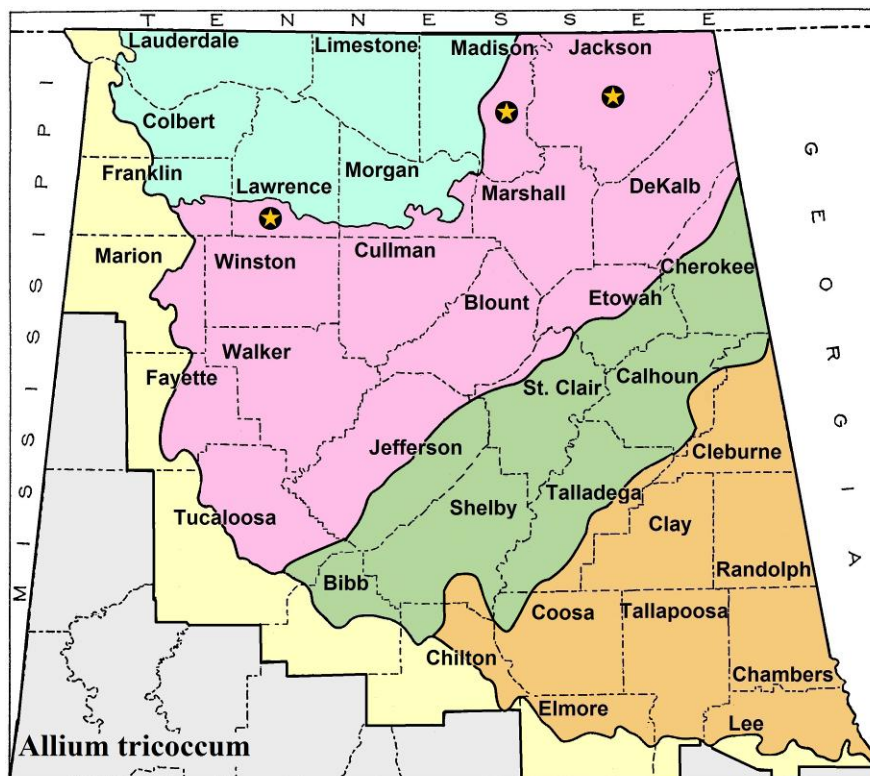 TENNESSEE
Lauderdale
Limestone
Madison
Jackson
MISSISSIPPI
GEORGIA
Colbert
Franklin
Lawrence
Morgan
Marshall
DeKalb
Marion
Winston
Cullman
Cherokee
Blount
Etowah
Walker
Fayette
St. Clair
Calhoun
Jefferson
Cleburne
Tucaloosa
Shelby
Talladega
Clay
Bibb
Randolph
Coosa
Tallapoosa
Chilton
Chambers
Elmore
Lee
Allium tricoccum